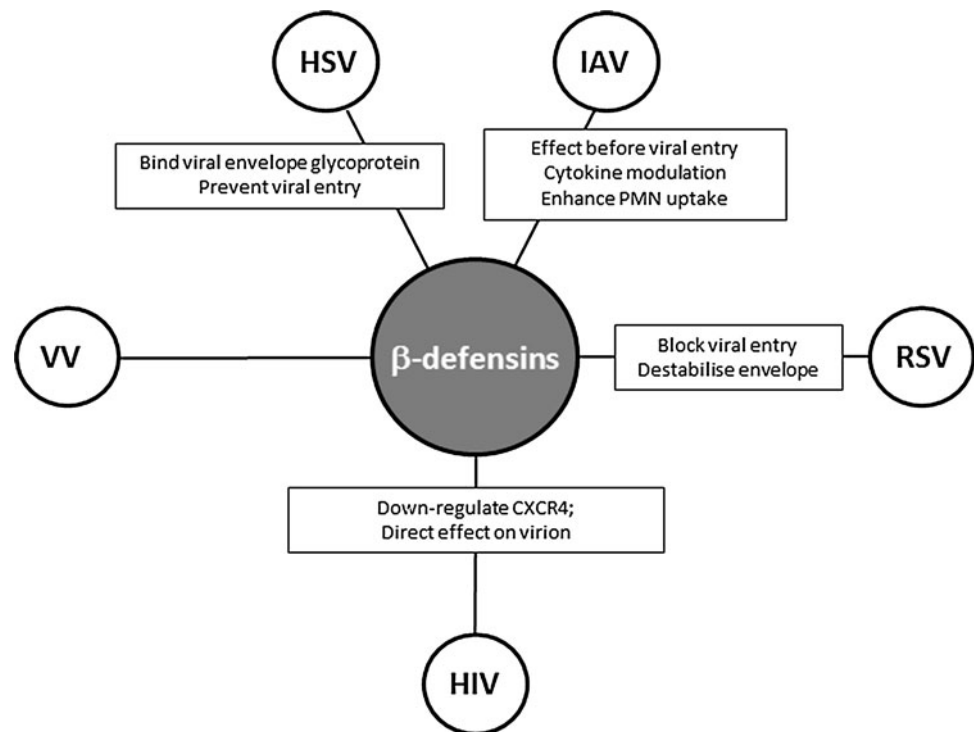 HSV
IAV
Bind viral envelope glycoprotein
Prevent viral entry
Effect before viral entry
Cytokine modulation
Enhance PMN uptake
VV
β-defensins
Block viral entry
Destabilise envelope
RSV
Down-regulate CXCR4;
Direct effect on virion
HIV